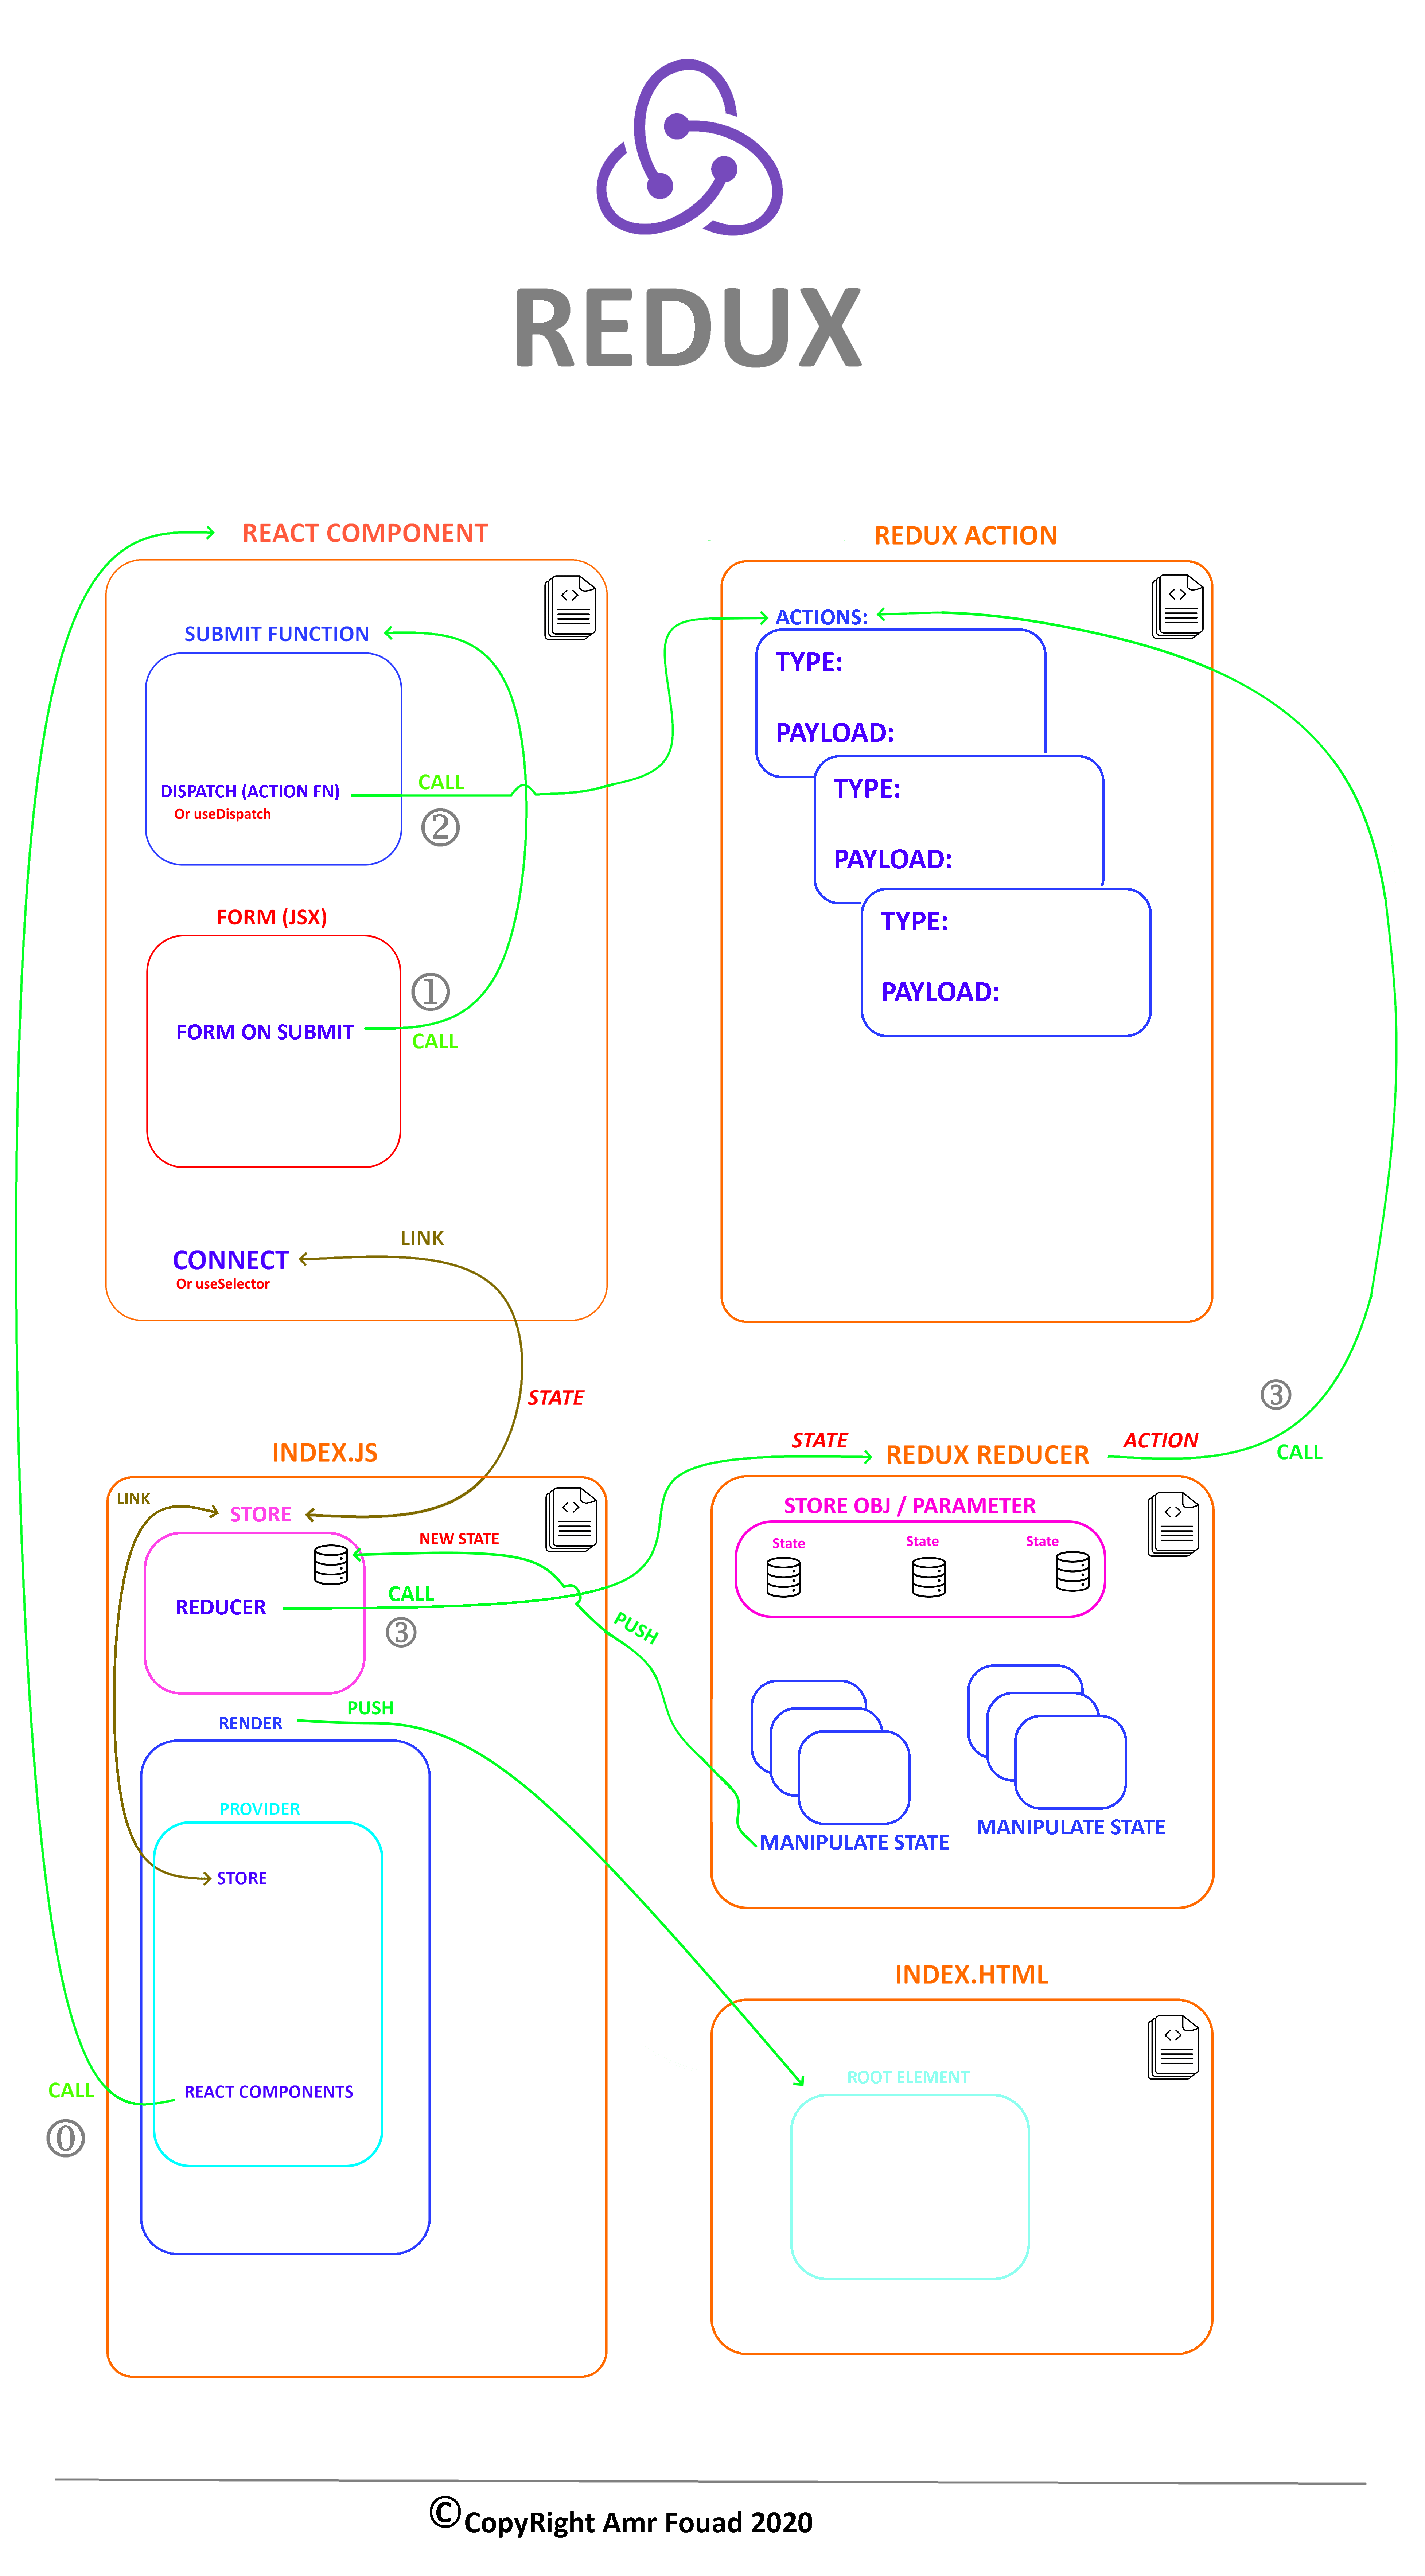 REDUX
REACT COMPONENT
SUBMIT FUNCTION
DISPATCH (ACTION FN)
Or useDispatch
CALL
2
FORM (JSX)
1
FORM ON SUBMIT
CALL
LINK
CONNECT
Or useSelector
STATE
REDUX ACTION
ACTIONS:
TYPE:
PAYLOAD:
TYPE:
PAYLOAD:
TYPE:
PAYLOAD:
INDEX.JS
LINK
STORE
NEW STATE
REDUCER
CALL
3
PUSH
RENDER
PUSH
PROVIDER
STORE
REACT COMPONENTS
CALL
0
STATE
REDUX REDUCER
ACTION
3
CALL
STORE OBJ / PARAMETER
State
State
State
MANIPULATE STATE
MANIPULATE STATE
INDEX.HTML
ROOT ELEMENT
©CopyRight Amr Fouad 2020